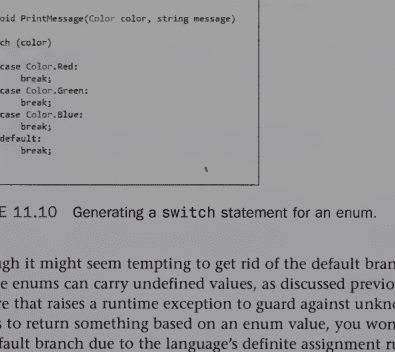 oid PrintMessage(Color color, string message)
ch (color)
case Color.Red:
break;
case Color.Green:
break;
case Color.Blue:
break;
default:
break;
E 11.10 Generating a switch statement for an enum.
ugh it might seem tempting to get rid of the default bran
e enums can carry undefined values, as discussed previo
re that raises a runtime exception to guard against unkn
s to return something based on an enum value, you won
fault branch due to the language's definite assignment ru